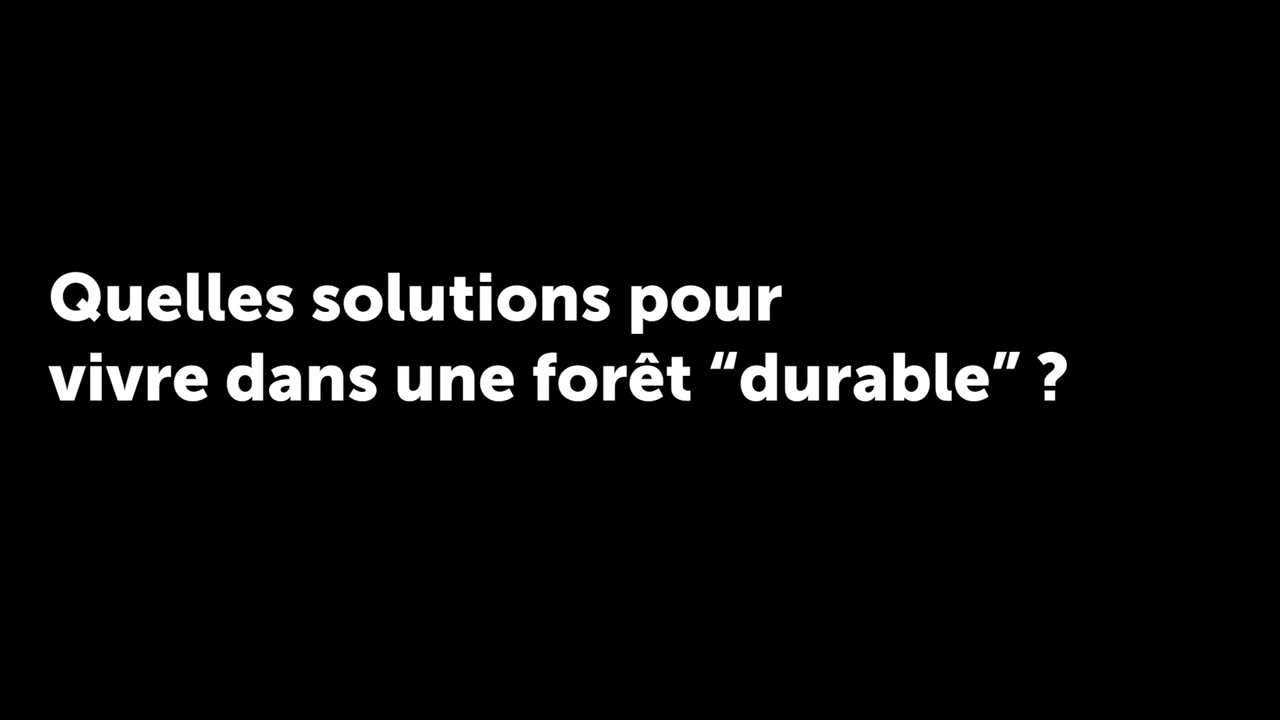 Quelles solutions pour
vivre dans une forêt “durable” ?